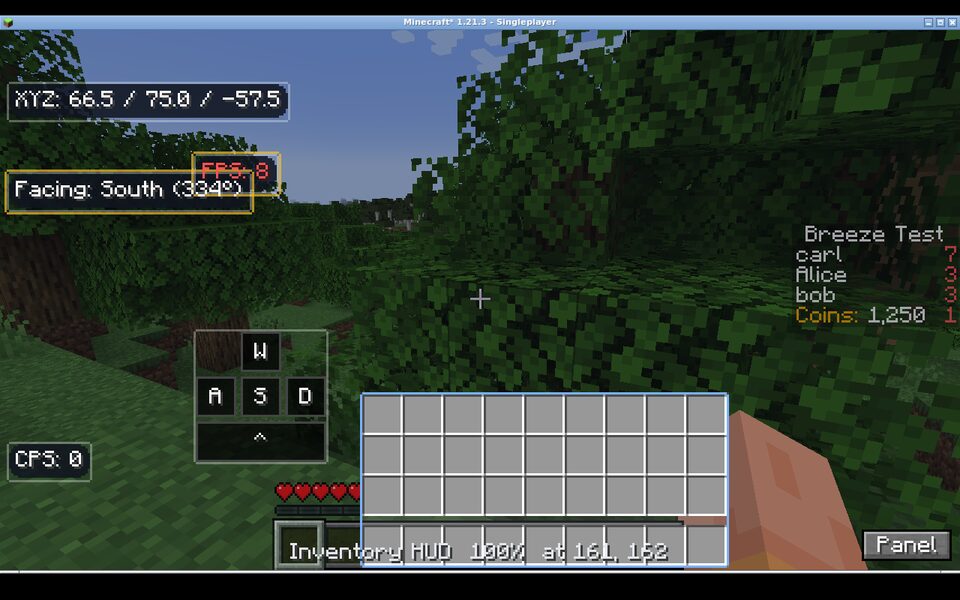 Minecraft* 1.21.3 - Singleplayer
XYZ: 66.5 / 75.0 / -57.5
FPS: 8
Facing: South (334°)
Breeze Test
carl 7
Alice 3
bob 3
Coins: 1,250 1
W
A S D
^
CPS: 0
Inventory HUD 100% at 161, 162
Panel